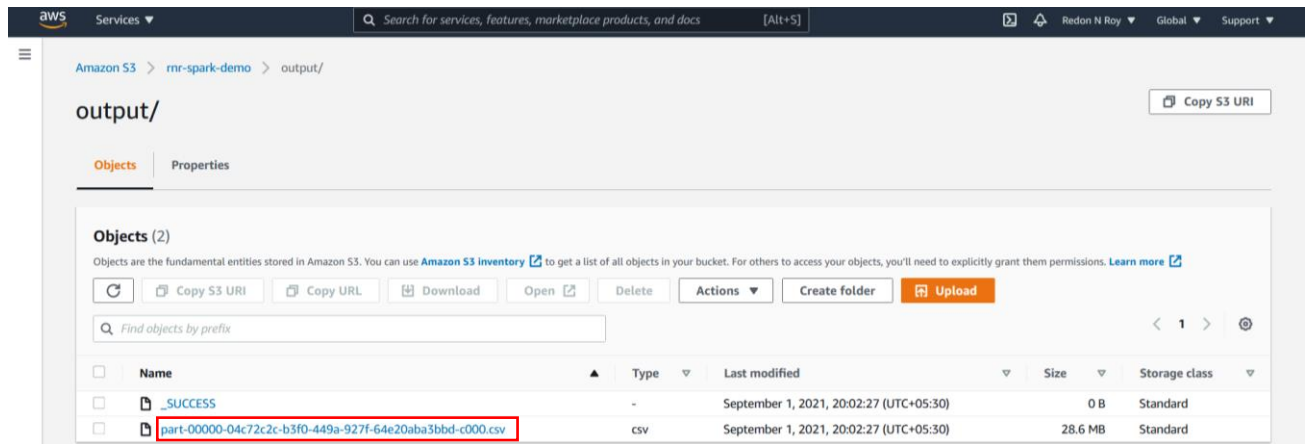 aws Services ▼ Search for services, features, marketplace products, and docs [Alt+S] Redon N Roy ▼ Global ▼ Support ▼
Amazon S3 > rnr-spark-demo > output/
output/ Copy S3 URI
Objects Properties
Objects (2)
Objects are the fundamental entities stored in Amazon S3. You can use Amazon S3 inventory to get a list of all objects in your bucket. For others to access your objects, you'll need to explicitly grant them permissions. Learn more
Copy S3 URI Copy URL Download Open Delete Actions ▼ Create folder Upload
Find objects by prefix < 1 >
Name ▲ Type ▽ Last modified ▽ Size ▽ Storage class ▽
_SUCCESS - September 1, 2021, 20:02:27 (UTC+05:30) 0 B Standard
part-00000-04c72c2c-b3f0-449a-927f-64e20aba3bbd-c000.csv csv September 1, 2021, 20:02:27 (UTC+05:30) 28.6 MB Standard